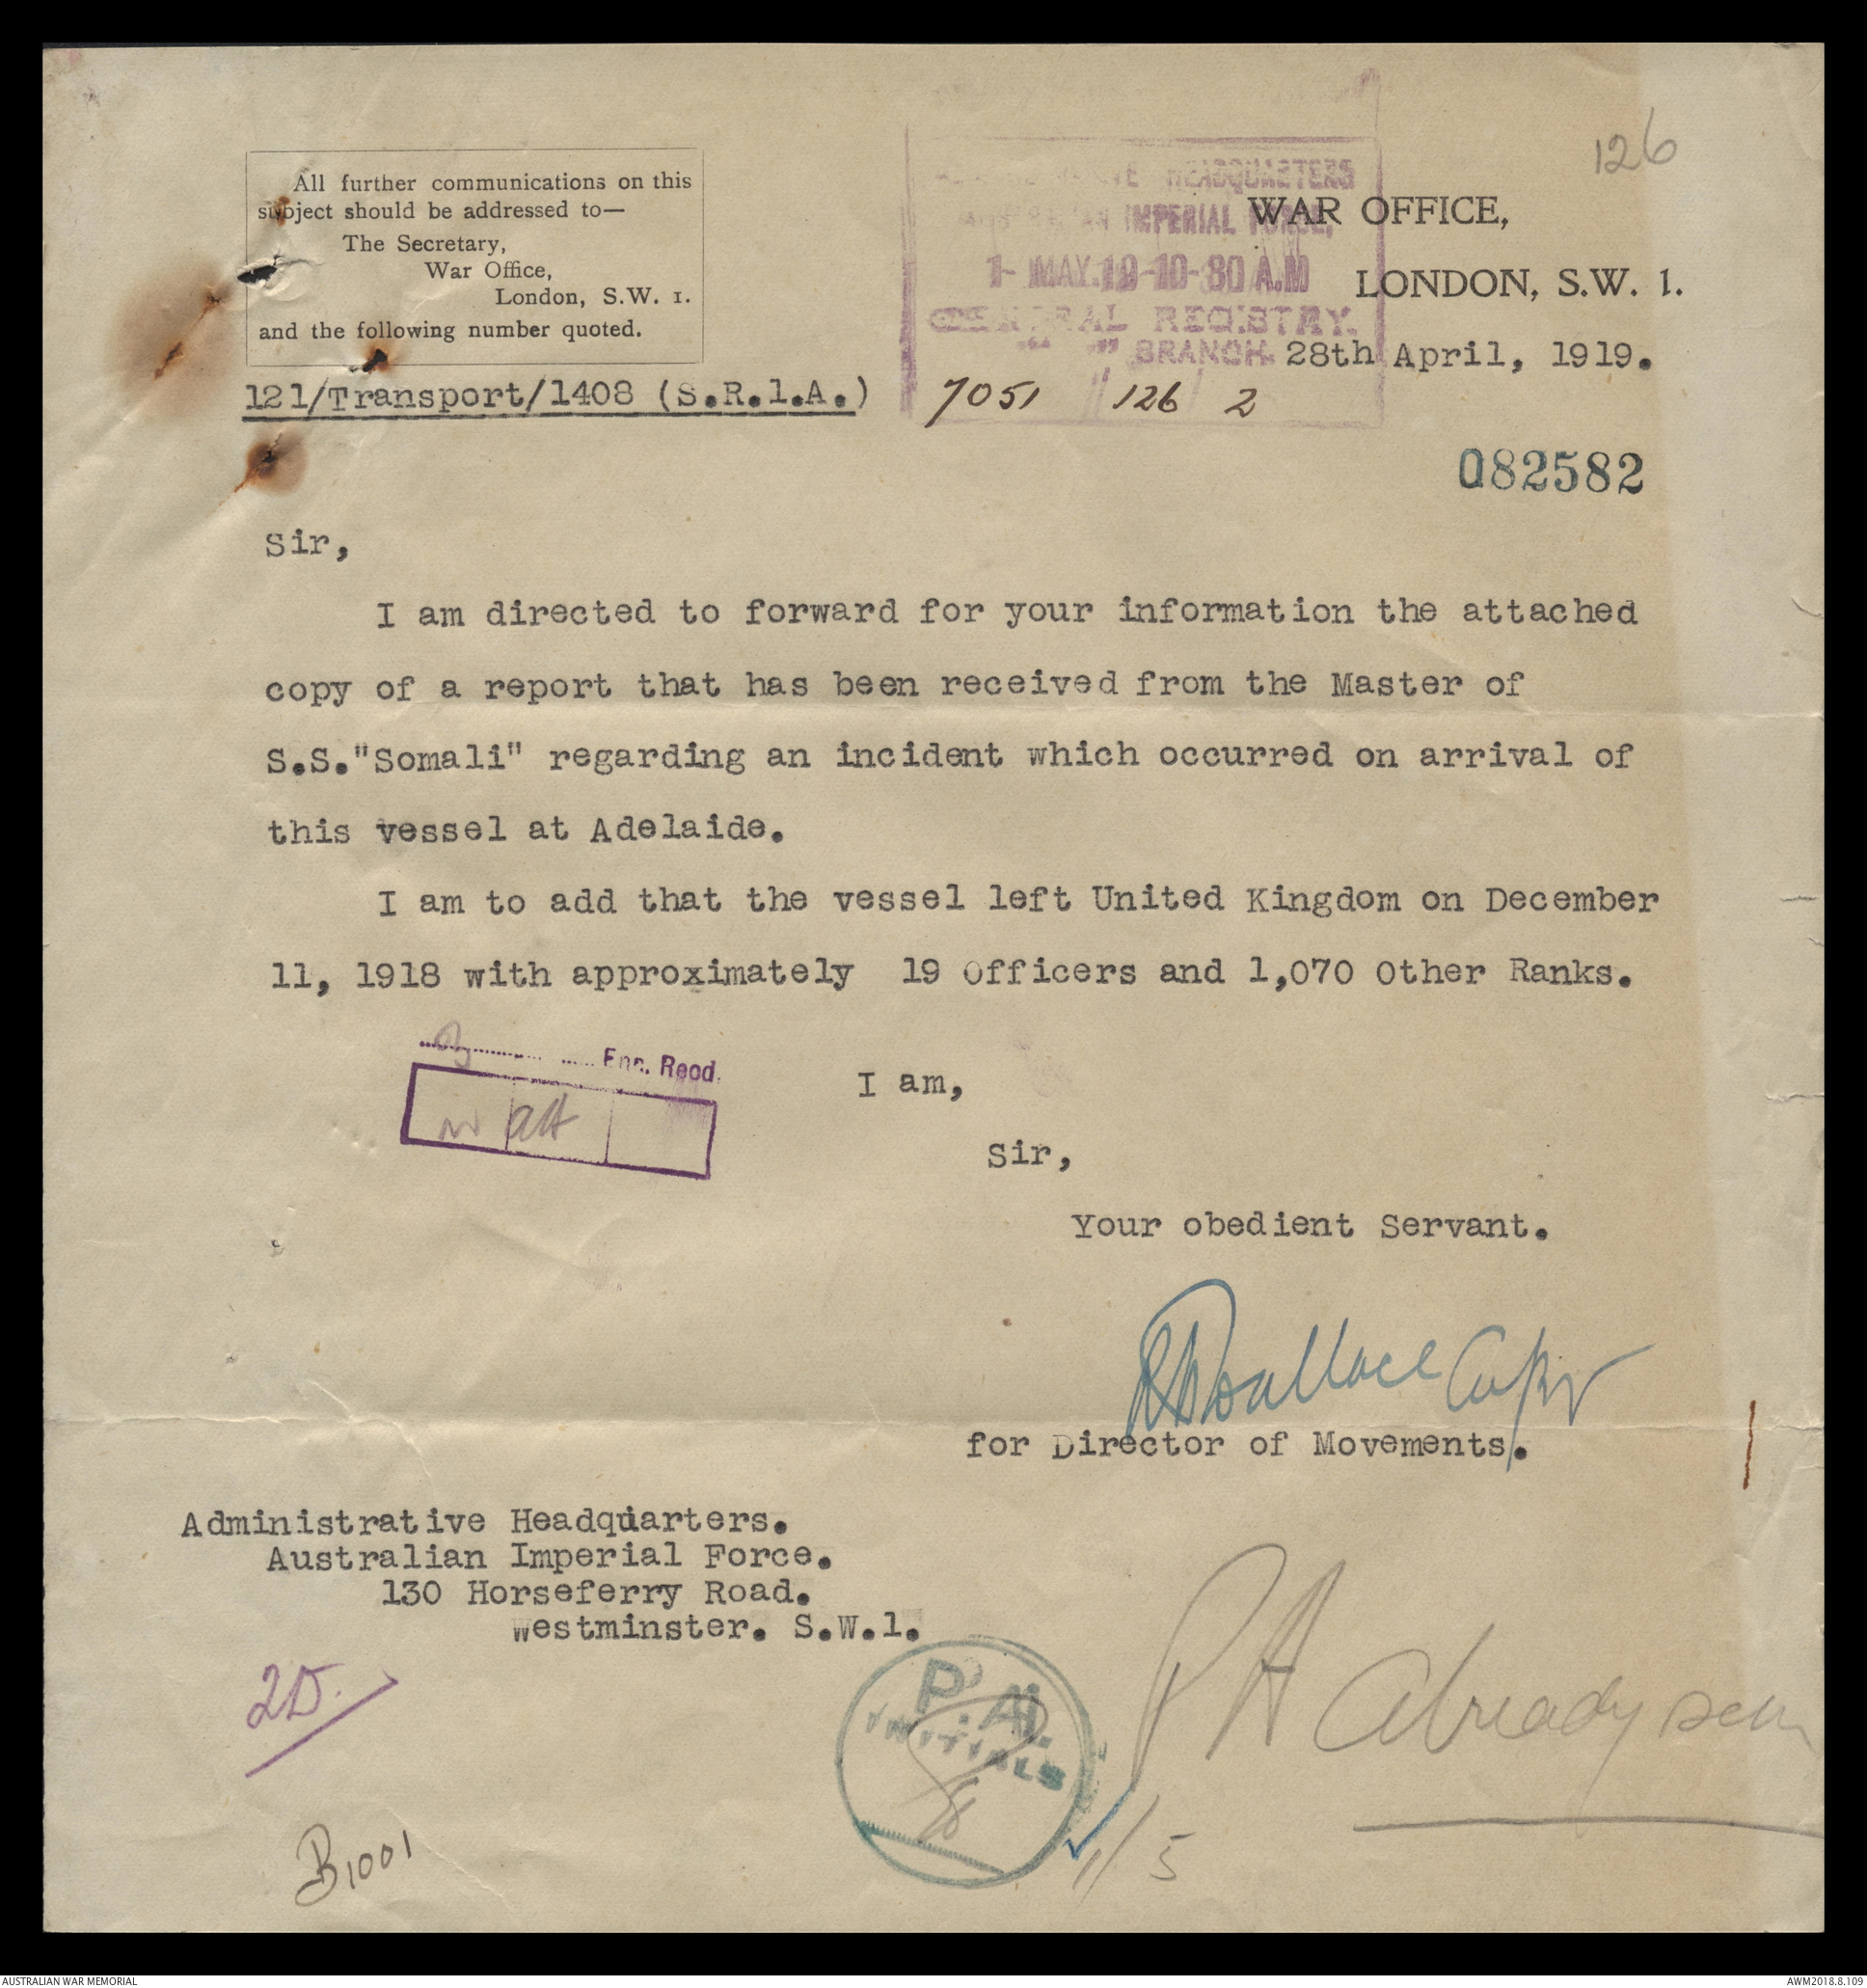 126
All further communications on this
subject should be addressed to—
The Secretary,
War Office,
London, S.W. 1.
and the following number quoted.
HEADQUARTERS
IMPERIAL FORCE,
1- MAY.19-10-30 A.M
REGISTRY.
BRANCH.
WAR OFFICE,
LONDON, S.W. 1.
28th April, 1919.
121/Transport/1408 (S.R.1.A.)
7051 126 2
082582
Sir,
I am directed to forward for your information the attached
copy of a report that has been received from the Master of
S.S."Somali" regarding an incident which occurred on arrival of
this vessel at Adelaide.
I am to add that the vessel left United Kingdom on December
11, 1918 with approximately 19 Officers and 1,070 Other Ranks.
Enc. Recd.
att
I am,
Sir,
Your obedient Servant.
Wallace Capt
for Director of Movements.
Administrative Headquarters.
Australian Imperial Force.
130 Horseferry Road.
Westminster. S.W.1.
2D.
P.A.
INITIALS
PA Already seen
11/5
B1001
AUSTRALIAN WAR MEMORIAL
AWM2018.8.109